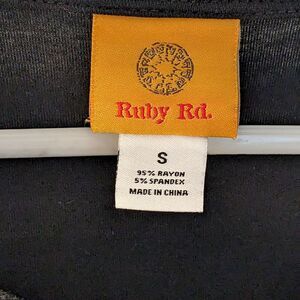 Ruby Rd.
S
95% RAYON
5% SPANDEX
MADE IN CHINA